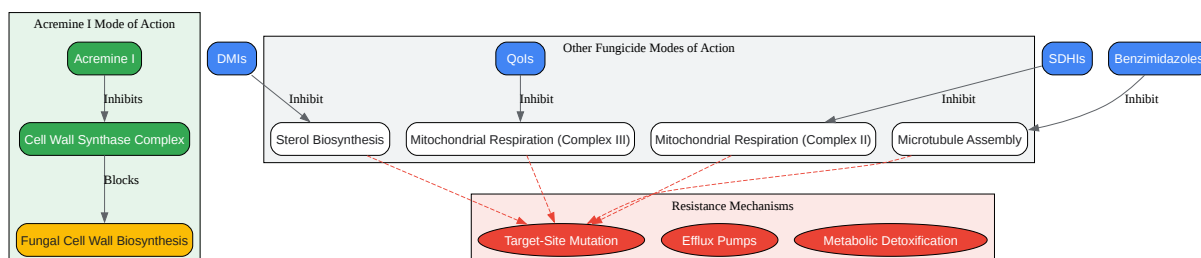 Acremine I Mode of Action
Other Fungicide Modes of Action
Acremine I
DMIs
QoIs
SDHIs
Benzimidazoles
Inhibits
Inhibit
Inhibit
Inhibit
Inhibit
Cell Wall Synthase Complex
Sterol Biosynthesis
Mitochondrial Respiration (Complex III)
Mitochondrial Respiration (Complex II)
Microtubule Assembly
Blocks
Resistance Mechanisms
Fungal Cell Wall Biosynthesis
Target-Site Mutation
Efflux Pumps
Metabolic Detoxification